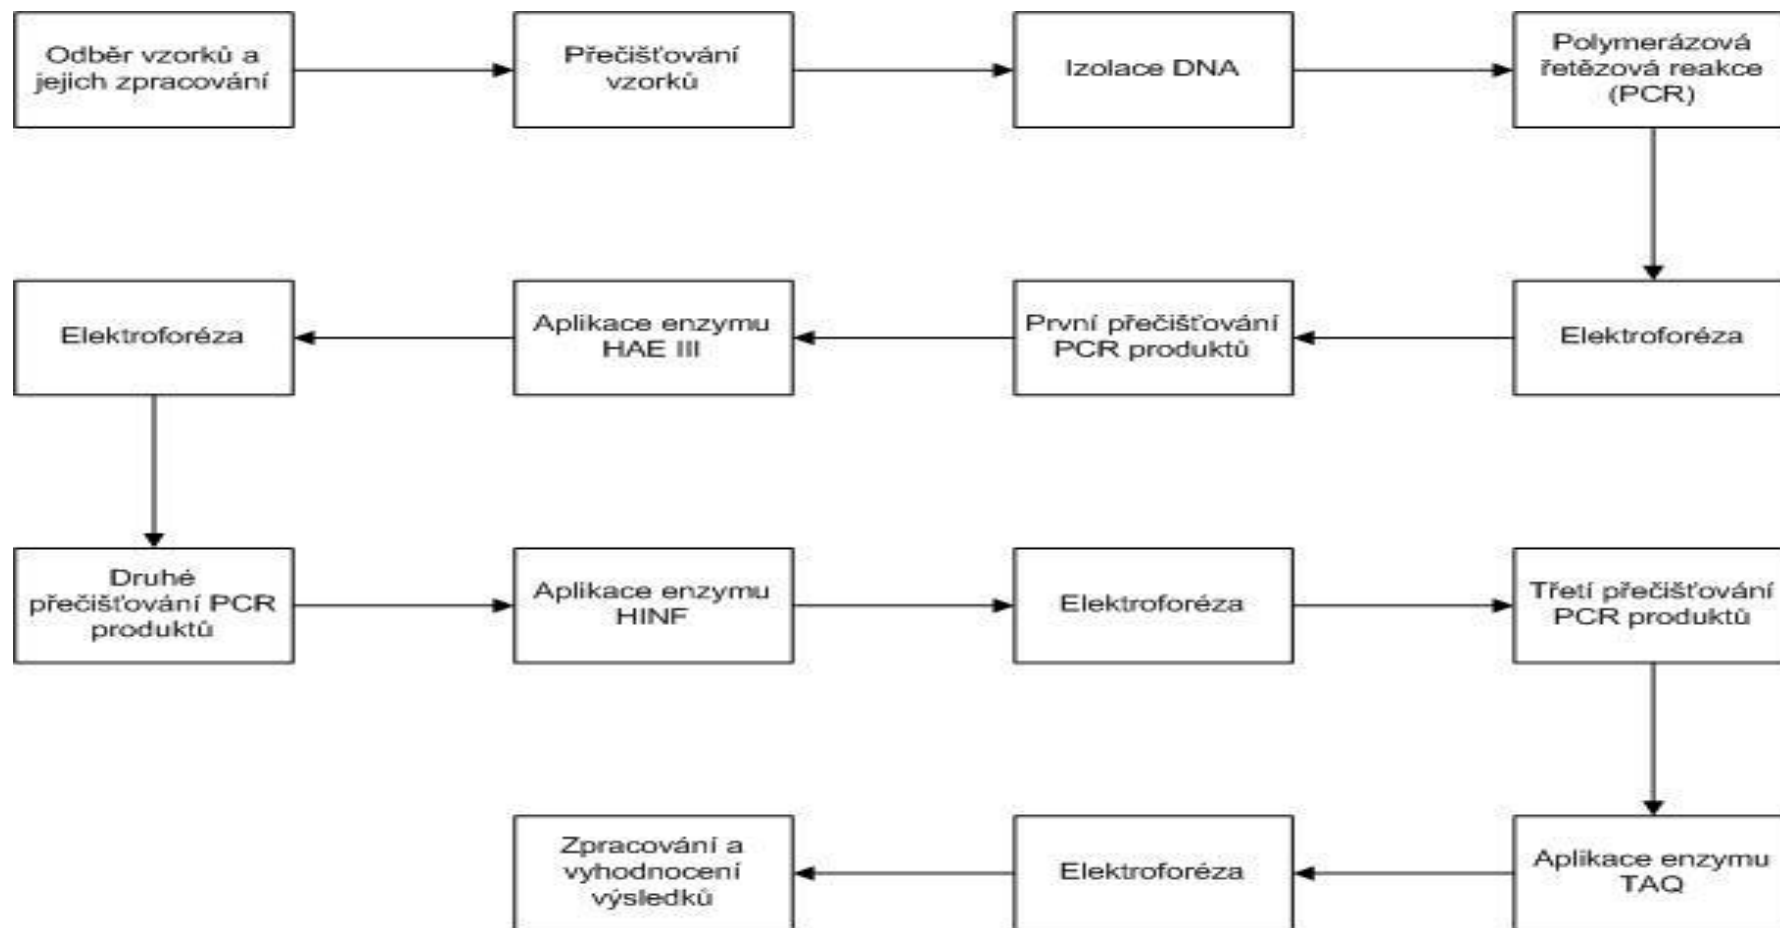 Odběr vzorků a
jejich zpracování
Přečišťování
vzorků
Izolace DNA
Polymerázová
řetězová reakce
(PCR)
Elektroforéza
První přečišťování
PCR produktů
Aplikace enzymu
HAE III
Elektroforéza
Druhé
přečišťování PCR
produktů
Aplikace enzymu
HINF
Elektroforéza
Třetí přečišťování
PCR produktů
Aplikace enzymu
TAQ
Elektroforéza
Zpracování a
vyhodnocení
výsledků